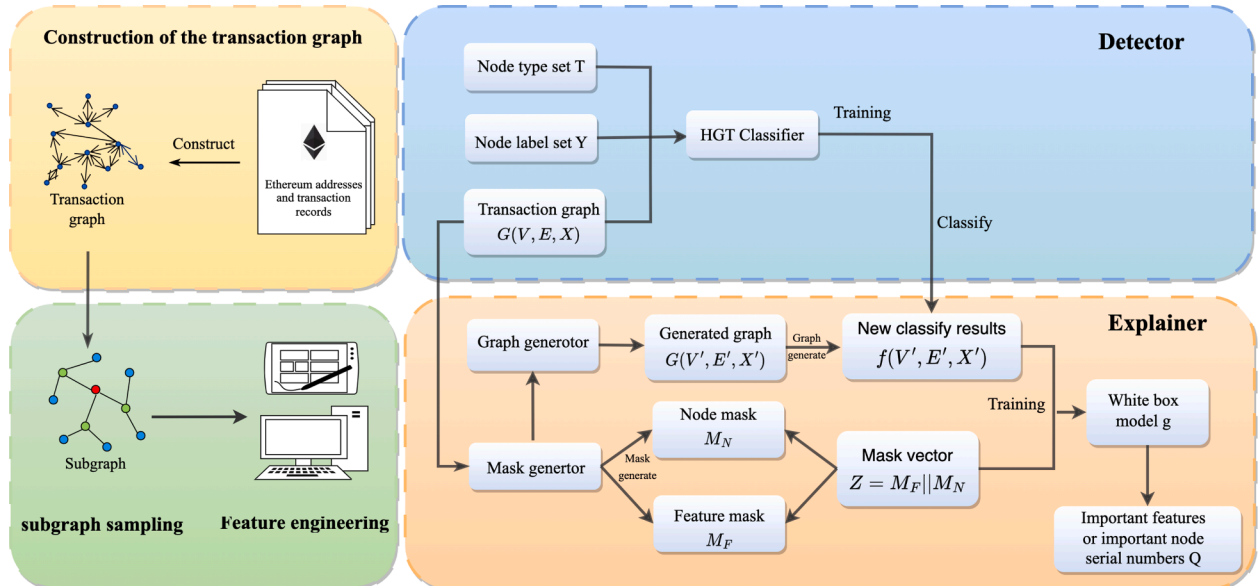 Construction of the transaction graph
Construct
Transaction
graph
Ethereum addresses
and transaction
records
Subgraph
subgraph sampling
Feature engineering
Detector
Node type set T
Node label set Y
Transaction graph
G(V, E, X)
HGT Classifier
Training
Classify
Explainer
Graph generotor
Generated graph
G(V′, E′, X′)
Graph
generate
New classify results
f(V′, E′, X′)
Mask genertor
Mask
generate
Node mask
M_N
Feature mask
M_F
Mask vector
Z = M_F||M_N
Training
White box
model g
Important features
or important node
serial numbers Q